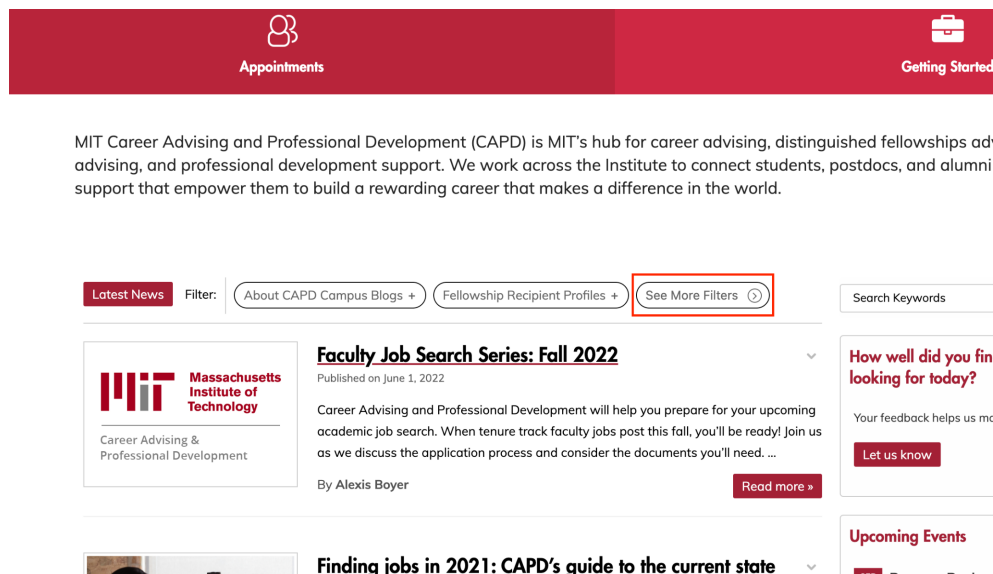 Appointments
Getting Started
MIT Career Advising and Professional Development (CAPD) is MIT's hub for career advising, distinguished fellowships
advising, and professional development support. We work across the Institute to connect students, postdocs, and alumni
support that empower them to build a rewarding career that makes a difference in the world.
Latest News Filter: About CAPD Campus Blogs + Fellowship Recipient Profiles + See More Filters
Search Keywords
Faculty Job Search Series: Fall 2022
Published on June 1, 2022
Career Advising and Professional Development will help you prepare for your upcoming
academic job search. When tenure track faculty jobs post this fall, you'll be ready! Join us
as we discuss the application process and consider the documents you'll need. ...
By Alexis Boyer
Read more »
Massachusetts
Institute of
Technology
Career Advising &
Professional Development
How well did you fin
looking for today?
Your feedback helps us
Let us know
Upcoming Events
Finding jobs in 2021: CAPD's guide to the current state